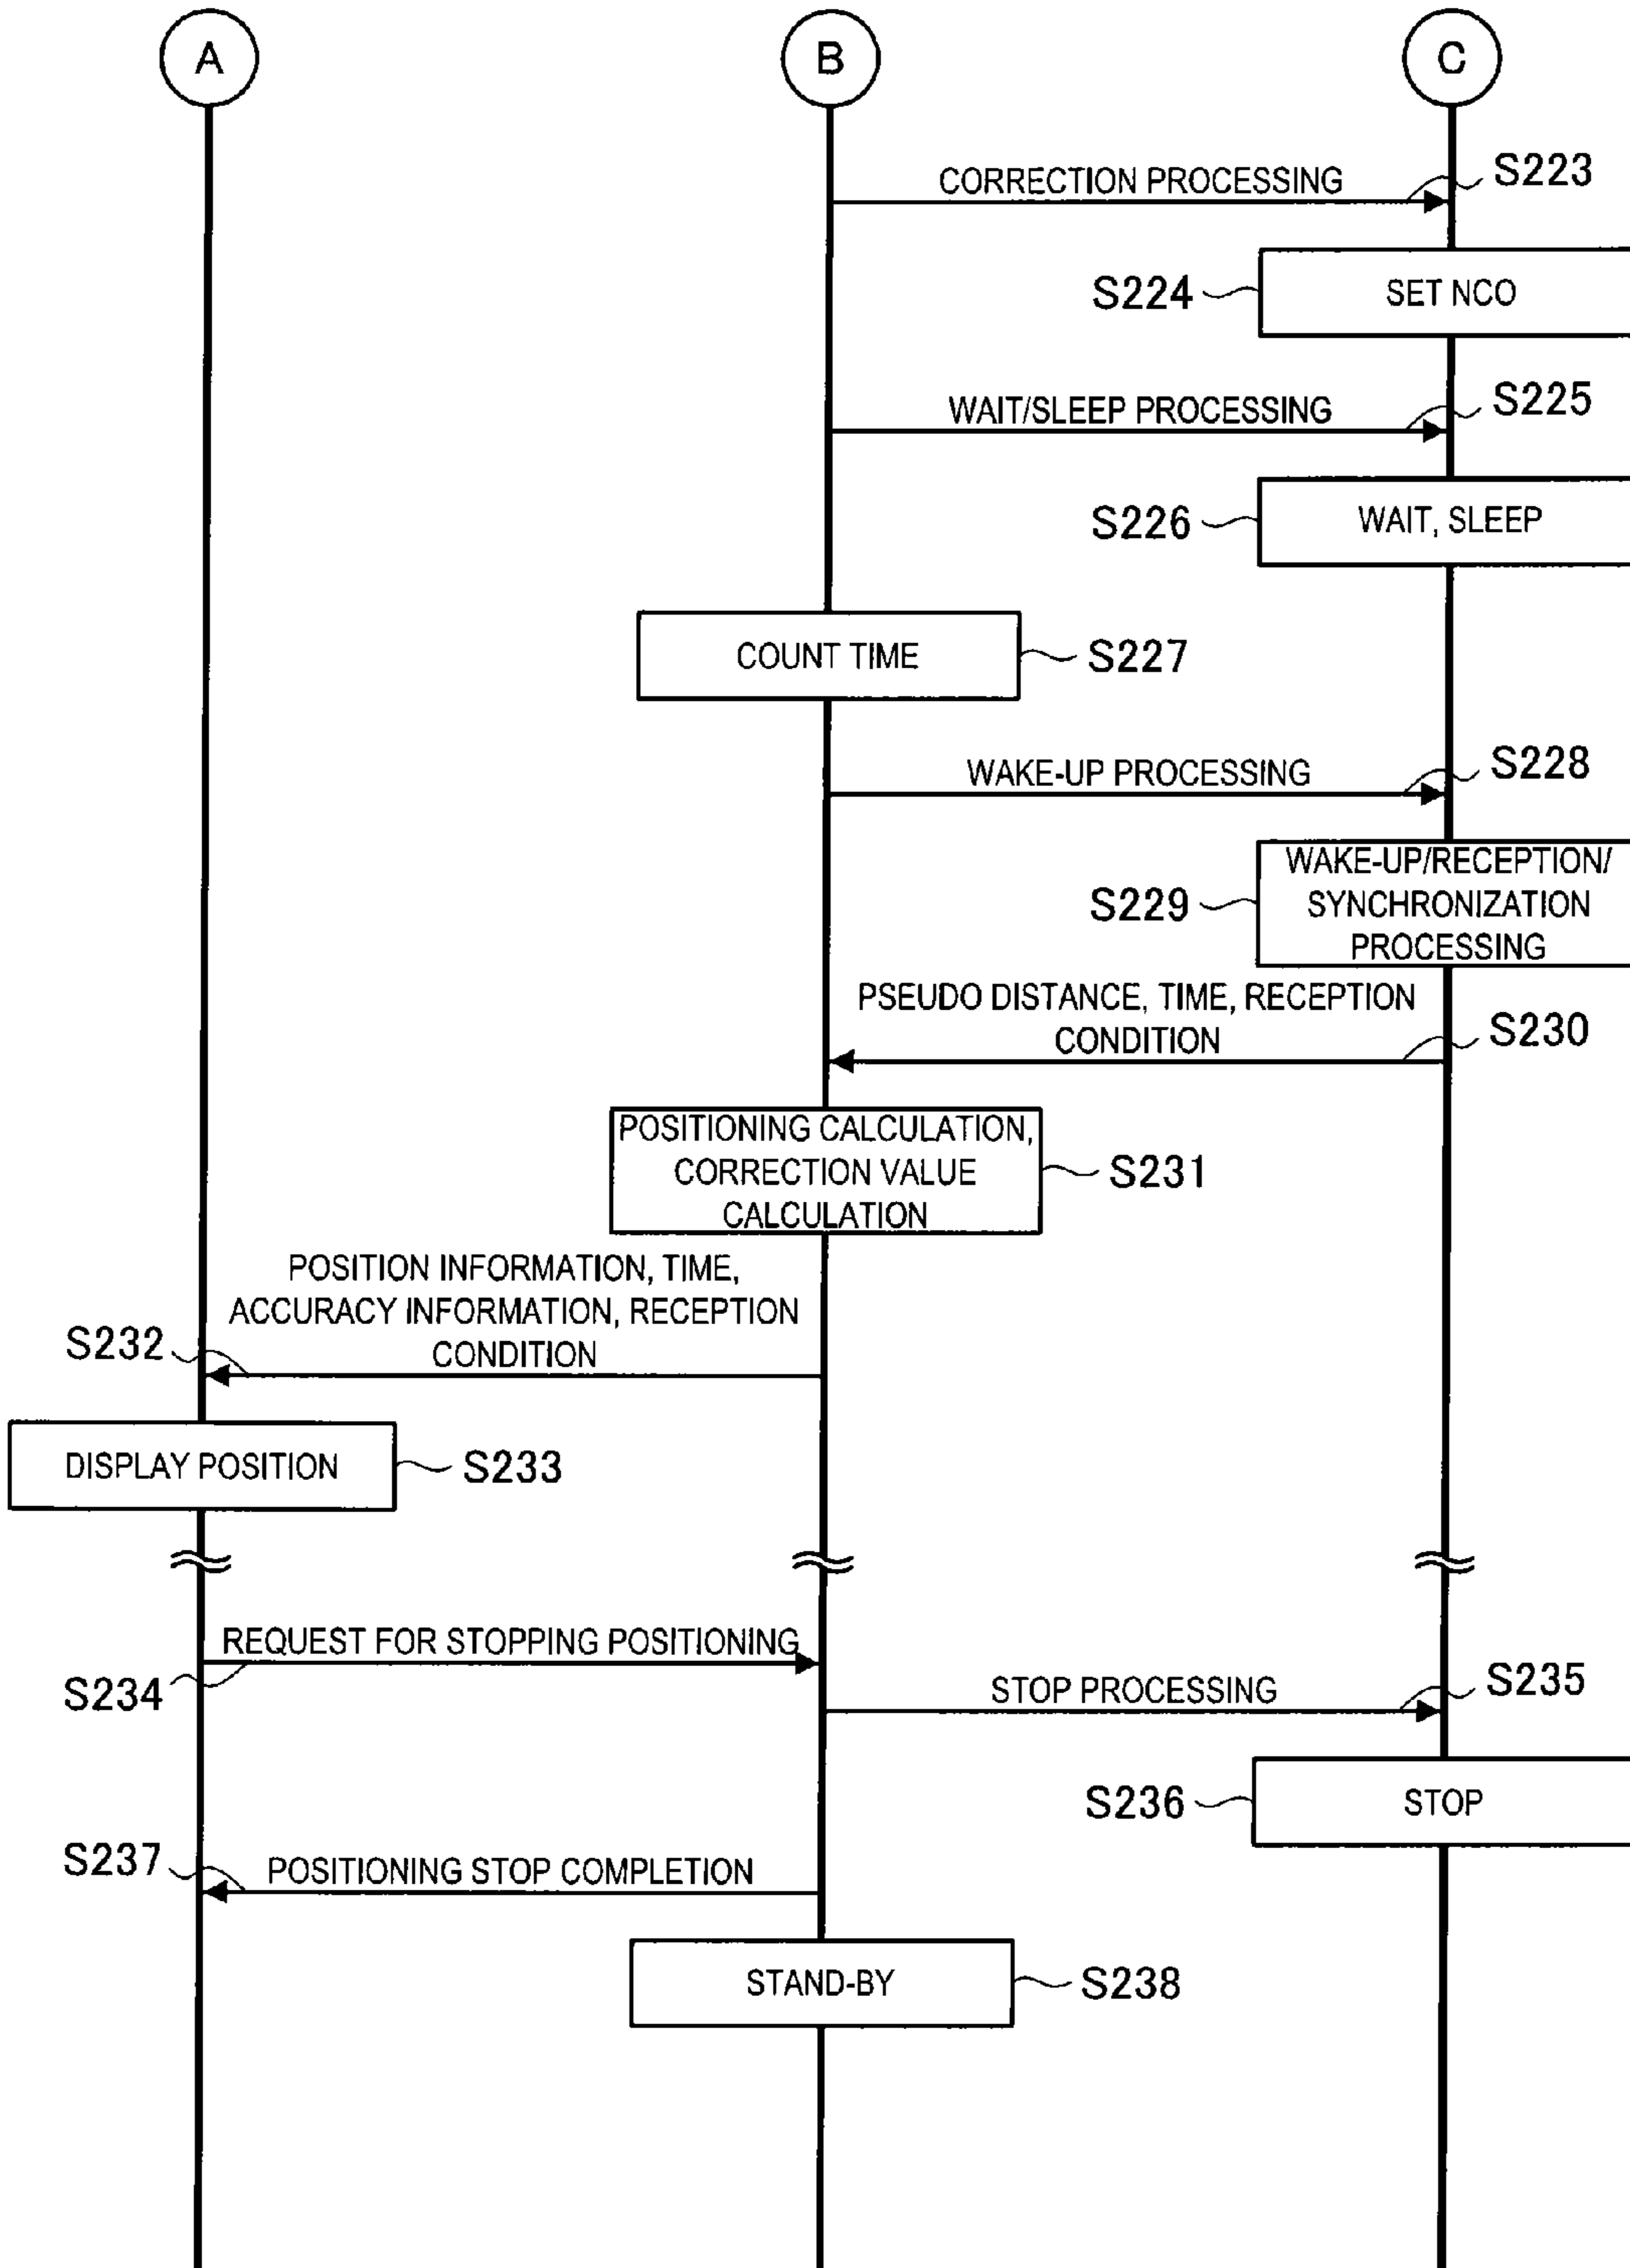 A
B
C
CORRECTION PROCESSING
S223
S224
SET NCO
WAIT/SLEEP PROCESSING
S225
S226
WAIT, SLEEP
COUNT TIME
S227
WAKE-UP PROCESSING
S228
S229
WAKE-UP/RECEPTION/
SYNCHRONIZATION
PROCESSING
PSEUDO DISTANCE, TIME, RECEPTION
CONDITION
S230
POSITIONING CALCULATION,
CORRECTION VALUE
CALCULATION
S231
POSITION INFORMATION, TIME,
ACCURACY INFORMATION, RECEPTION
CONDITION
S232
DISPLAY POSITION
S233
REQUEST FOR STOPPING POSITIONING
S234
STOP PROCESSING
S235
S236
STOP
S237
POSITIONING STOP COMPLETION
STAND-BY
S238